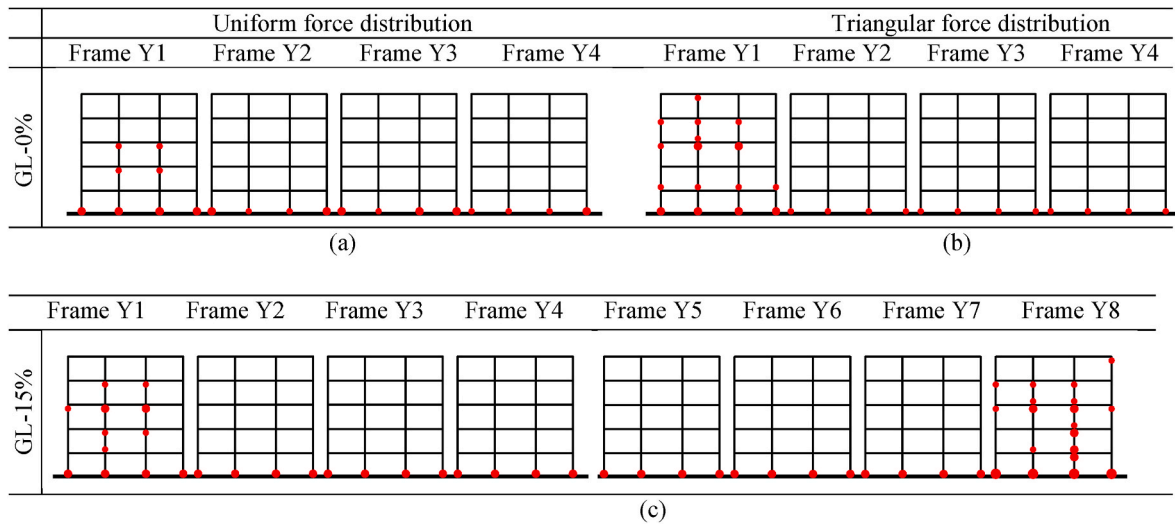 Uniform force distribution Triangular force distribution
Frame Y1 Frame Y2 Frame Y3 Frame Y4 Frame Y1 Frame Y2 Frame Y3 Frame Y4
GL-0%
(a) (b)
Frame Y1 Frame Y2 Frame Y3 Frame Y4 Frame Y5 Frame Y6 Frame Y7 Frame Y8
GL-15%
(c)